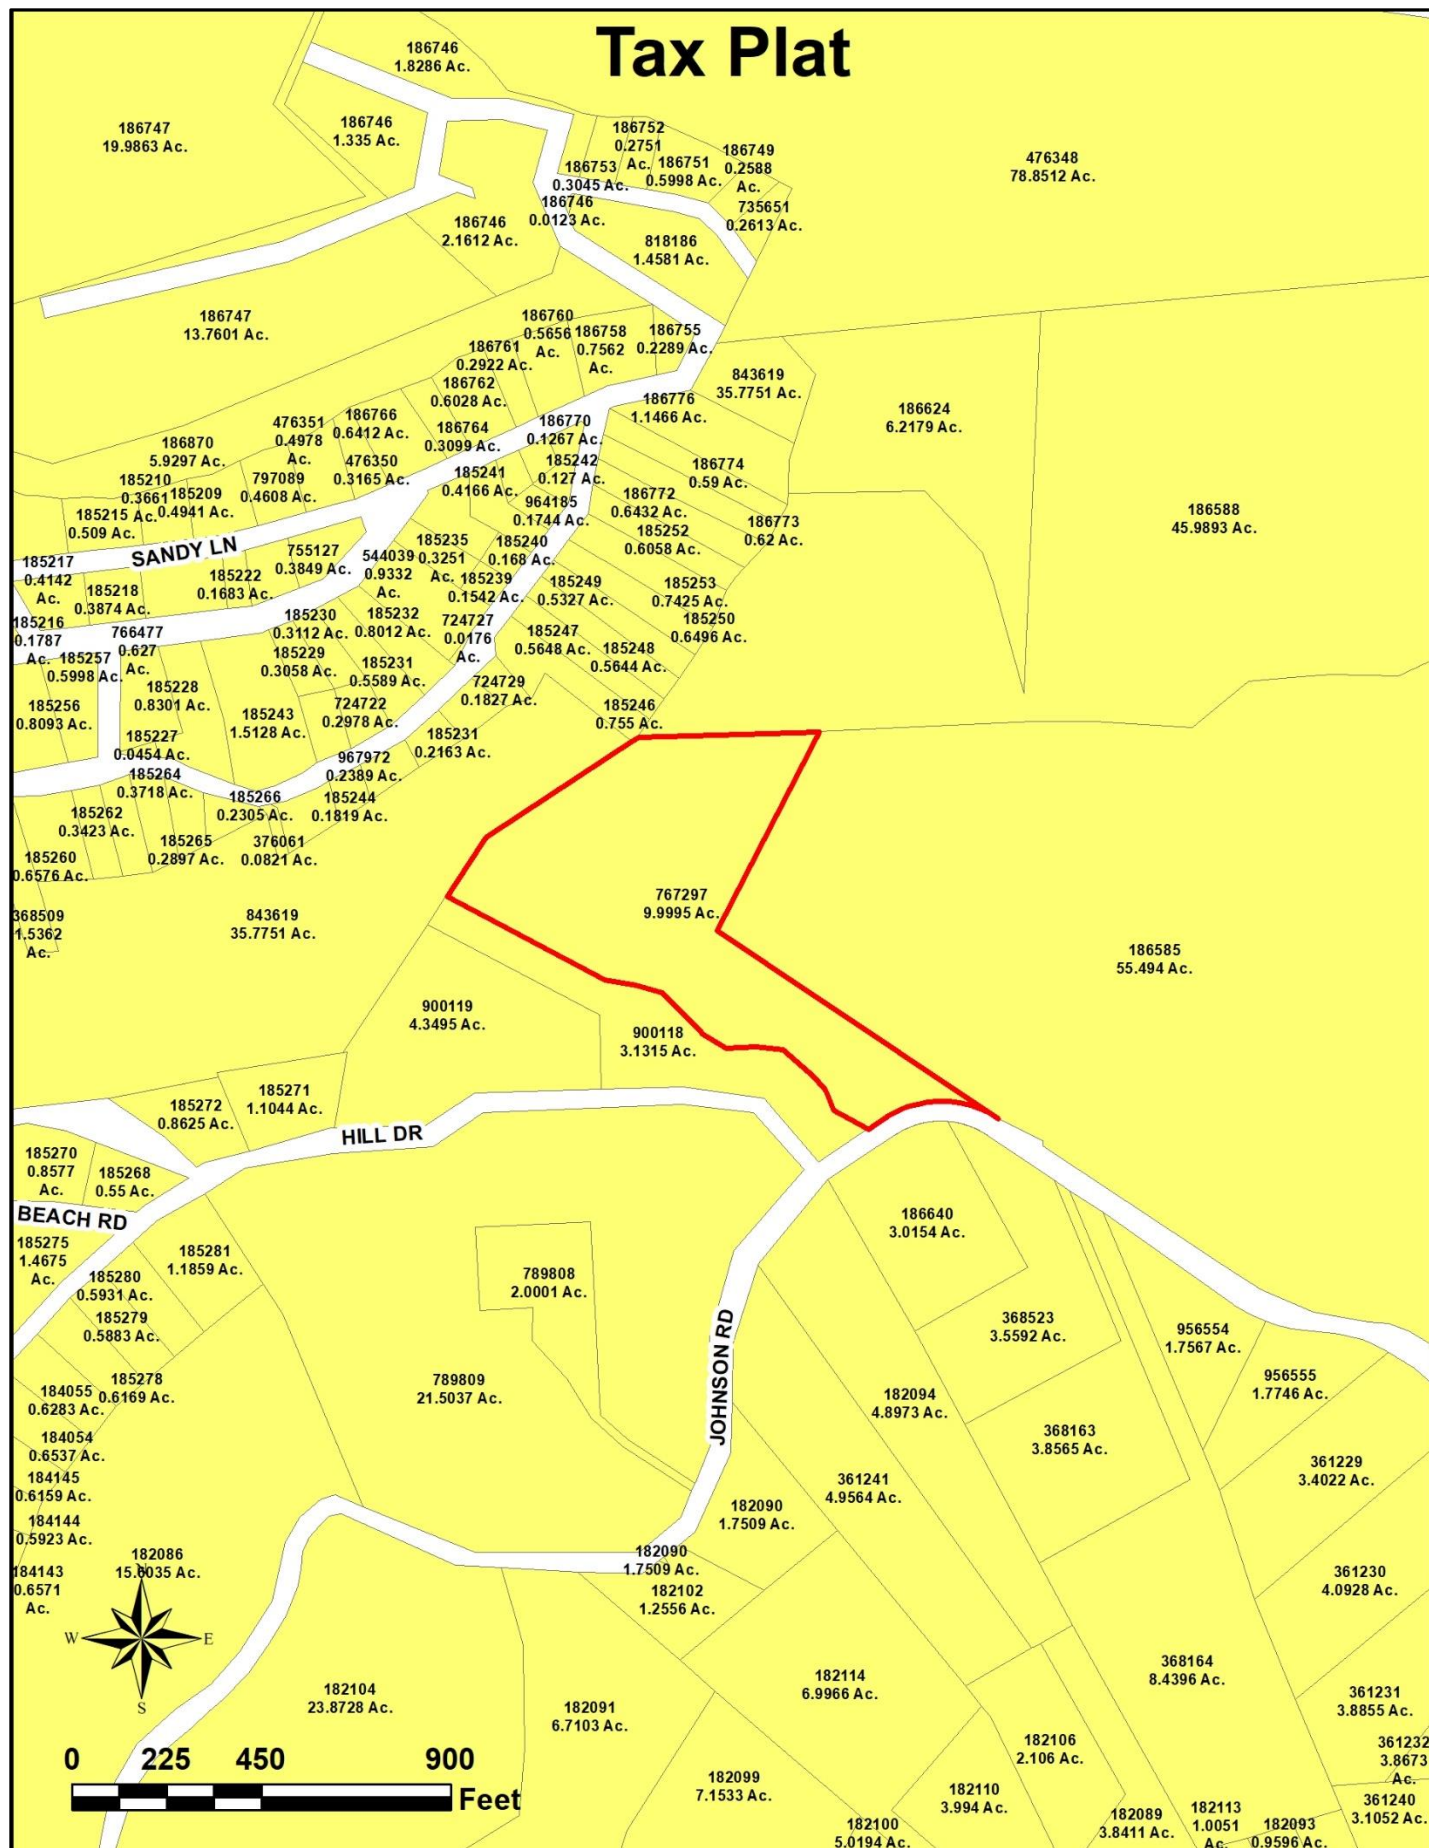 Tax Plat
186746
1.8286 Ac.
186747
19.9863 Ac.
186746
1.335 Ac.
186752
0.2751
Ac.
186753
0.3045 Ac.
186751
0.5998 Ac.
186749
0.2588
Ac.
476348
78.8512 Ac.
186746
0.0123 Ac.
735651
0.2613 Ac.
186746
2.1612 Ac.
818186
1.4581 Ac.
186747
13.7601 Ac.
186760
0.5656
Ac.
186758
0.7562
Ac.
186755
0.2289 Ac.
186761
0.2922 Ac.
186762
0.6028 Ac.
843619
35.7751 Ac.
186776
1.1466 Ac.
186624
6.2179 Ac.
186870
5.9297 Ac.
476351
0.4978
Ac.
186766
0.6412 Ac.
186764
0.3099 Ac.
186770
0.1267 Ac.
476350
0.3165 Ac.
185241
0.4166 Ac.
185242
0.127 Ac.
186774
0.59 Ac.
185210
0.3661
Ac.
185209
0.4941 Ac.
797089
0.4608 Ac.
964185
0.1744 Ac.
186772
0.6432 Ac.
186588
45.9893 Ac.
185215
0.509 Ac.
186773
0.62 Ac.
185252
0.6058 Ac.
SANDY LN
185217
0.4142
Ac.
755127
0.3849 Ac.
544039
0.9332
Ac.
185235
0.3251
Ac.
185240
0.168 Ac.
185218
0.3874 Ac.
185222
0.1683 Ac.
185239
0.1542 Ac.
185249
0.5327 Ac.
185253
0.7425 Ac.
185216
0.1787
Ac.
766477
0.627
Ac.
185230
0.3112 Ac.
185232
0.8012 Ac.
724727
0.0176
Ac.
185247
0.5648 Ac.
185250
0.6496 Ac.
185257
0.5998 Ac.
185229
0.3058 Ac.
185231
0.5589 Ac.
185248
0.5644 Ac.
185256
0.8093 Ac.
185228
0.8301 Ac.
185243
1.5128 Ac.
724722
0.2978 Ac.
724729
0.1827 Ac.
185246
0.755 Ac.
185227
0.0454 Ac.
185231
0.2163 Ac.
967972
0.2389 Ac.
185264
0.3718 Ac.
185266
0.2305 Ac.
185244
0.1819 Ac.
185262
0.3423 Ac.
185265
0.2897 Ac.
376061
0.0821 Ac.
185260
0.6576 Ac.
368509
1.5362
Ac.
843619
35.7751 Ac.
767297
9.9995 Ac.
186585
55.494 Ac.
900119
4.3495 Ac.
900118
3.1315 Ac.
185271
1.1044 Ac.
185272
0.8625 Ac.
HILL DR
185270
0.8577
Ac.
185268
0.55 Ac.
BEACH RD
185275
1.4675
Ac.
185281
1.1859 Ac.
186640
3.0154 Ac.
185280
0.5931 Ac.
789808
2.0001 Ac.
185279
0.5883 Ac.
368523
3.5592 Ac.
956554
1.7567 Ac.
JOHNSON RD
185278
0.6169 Ac.
789809
21.5037 Ac.
956555
1.7746 Ac.
184055
0.6283 Ac.
182094
4.8973 Ac.
368163
3.8565 Ac.
184054
0.6537 Ac.
361229
3.4022 Ac.
184145
0.6159 Ac.
361241
4.9564 Ac.
182090
1.7509 Ac.
184144
0.5923 Ac.
182090
1.7509 Ac.
182086
15.6035 Ac.
184143
0.6571
Ac.
182102
1.2556 Ac.
361230
4.0928 Ac.
N
W
E
S
182104
23.8728 Ac.
182091
6.7103 Ac.
182114
6.9966 Ac.
368164
8.4396 Ac.
361231
3.8855 Ac.
182106
2.106 Ac.
361232
3.8673
Ac.
0 225 450 900
Feet
182099
7.1533 Ac.
182110
3.994 Ac.
361240
3.1052 Ac.
182100
5.0194 Ac.
182089
3.8411 Ac.
182113
1.0051
Ac.
182093
0.9596 Ac.